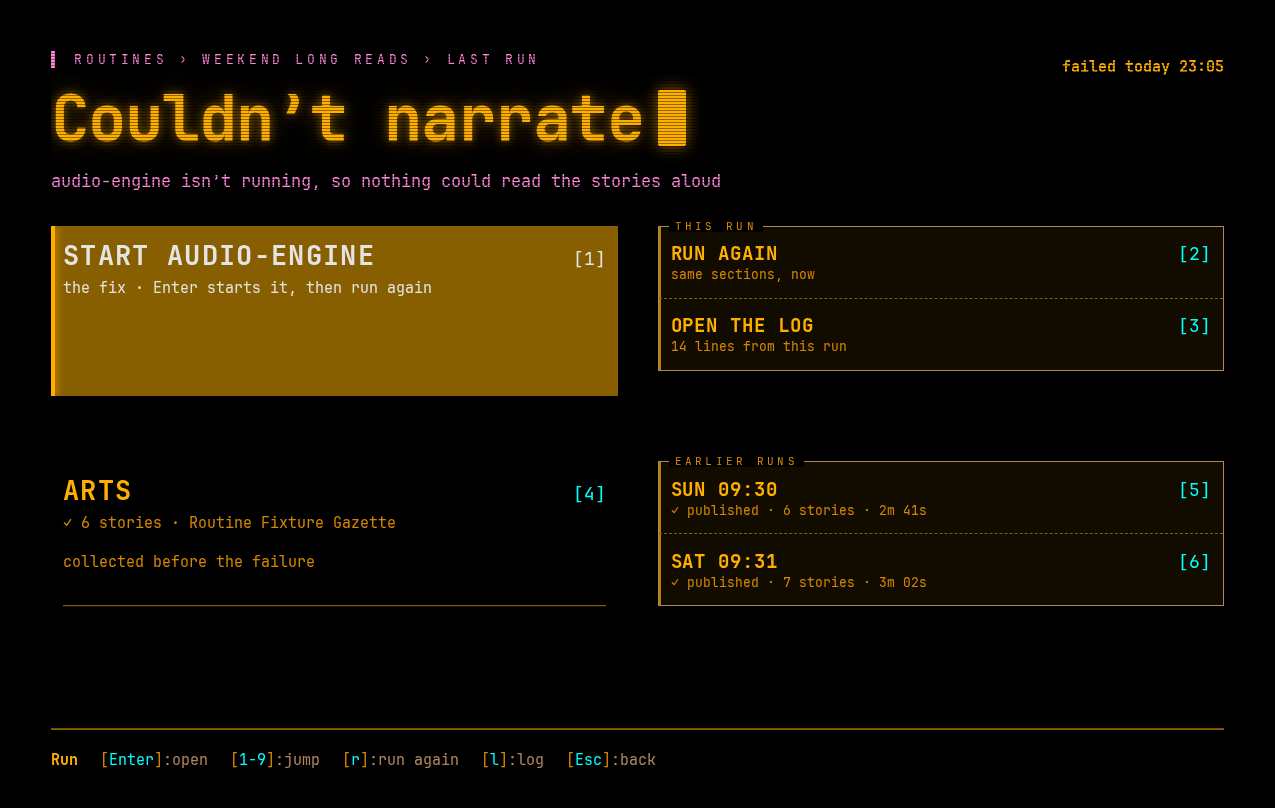 ROUTINES › WEEKEND LONG READS › LAST RUN
failed today 23:05
Couldn’t narrate
audio-engine isn’t running, so nothing could read the stories aloud
START AUDIO-ENGINE [1]
the fix · Enter starts it, then run again
THIS RUN
RUN AGAIN [2]
same sections, now
OPEN THE LOG [3]
14 lines from this run
ARTS [4]
✓ 6 stories · Routine Fixture Gazette
collected before the failure
EARLIER RUNS
SUN 09:30 [5]
✓ published · 6 stories · 2m 41s
SAT 09:31 [6]
✓ published · 7 stories · 3m 02s
Run [Enter]:open [1-9]:jump [r]:run again [l]:log [Esc]:back